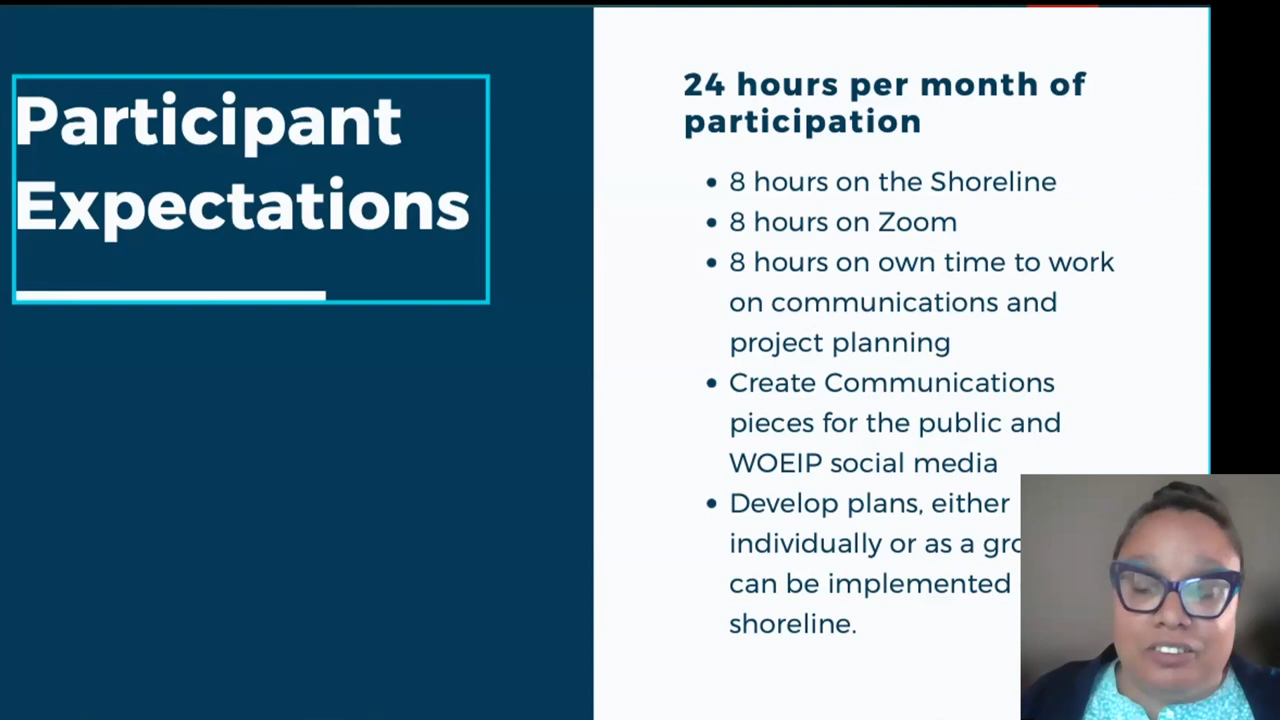 Participant
Expectations
24 hours per month of
participation
• 8 hours on the Shoreline
• 8 hours on Zoom
• 8 hours on own time to work
on communications and
project planning
• Create Communications
pieces for the public and
WOEIP social media
• Develop plans, either
individually or as a
can be implemented
shoreline.